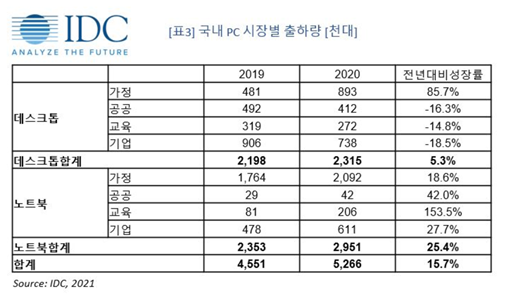 IDC
ANALYZE THE FUTURE
[표3] 국내 PC 시장별 출하량 [천대]
2019 2020 전년대비성장률
데스크톱 가정 481 893 85.7%
공공 492 412 -16.3%
교육 319 272 -14.8%
기업 906 738 -18.5%
데스크톱합계 2,198 2,315 5.3%
노트북 가정 1,764 2,092 18.6%
공공 29 42 42.0%
교육 81 206 153.5%
기업 478 611 27.7%
노트북합계 2,353 2,951 25.4%
합계 4,551 5,266 15.7%
Source: IDC, 2021